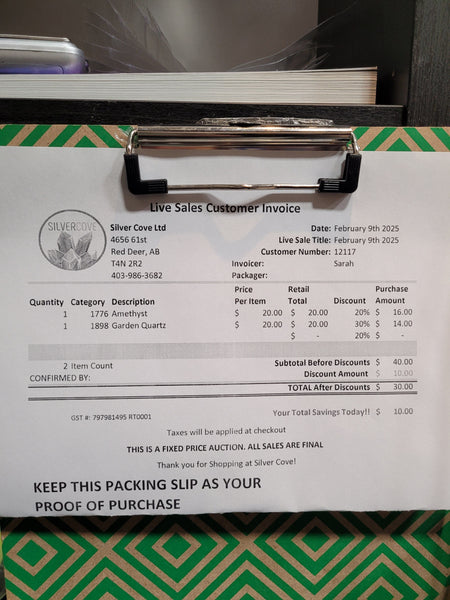 Live Sales Customer Invoice
SILVERCOVE
Silver Cove Ltd
4656 61st
Red Deer, AB
T4N 2R2
403-986-3682
Date: February 9th 2025
Live Sale Title: February 9th 2025
Customer Number: 12117
Invoicer: Sarah
Packager:
Quantity Category Description Price Per Item Retail Total Discount Purchase Amount
1 1776 Amethyst $ 20.00 $ 20.00 20% $ 16.00
1 1898 Garden Quartz $ 20.00 $ 20.00 30% $ 14.00
$ - 20% $ -
2 Item Count
Subtotal Before Discounts $ 40.00
CONFIRMED BY:
Discount Amount $ 10.00
TOTAL After Discounts $ 30.00
GST #: 797981495 RT0001
Your Total Savings Today!! $ 10.00
Taxes will be applied at checkout
THIS IS A FIXED PRICE AUCTION. ALL SALES ARE FINAL
Thank you for Shopping at Silver Cove!
KEEP THIS PACKING SLIP AS YOUR
PROOF OF PURCHASE